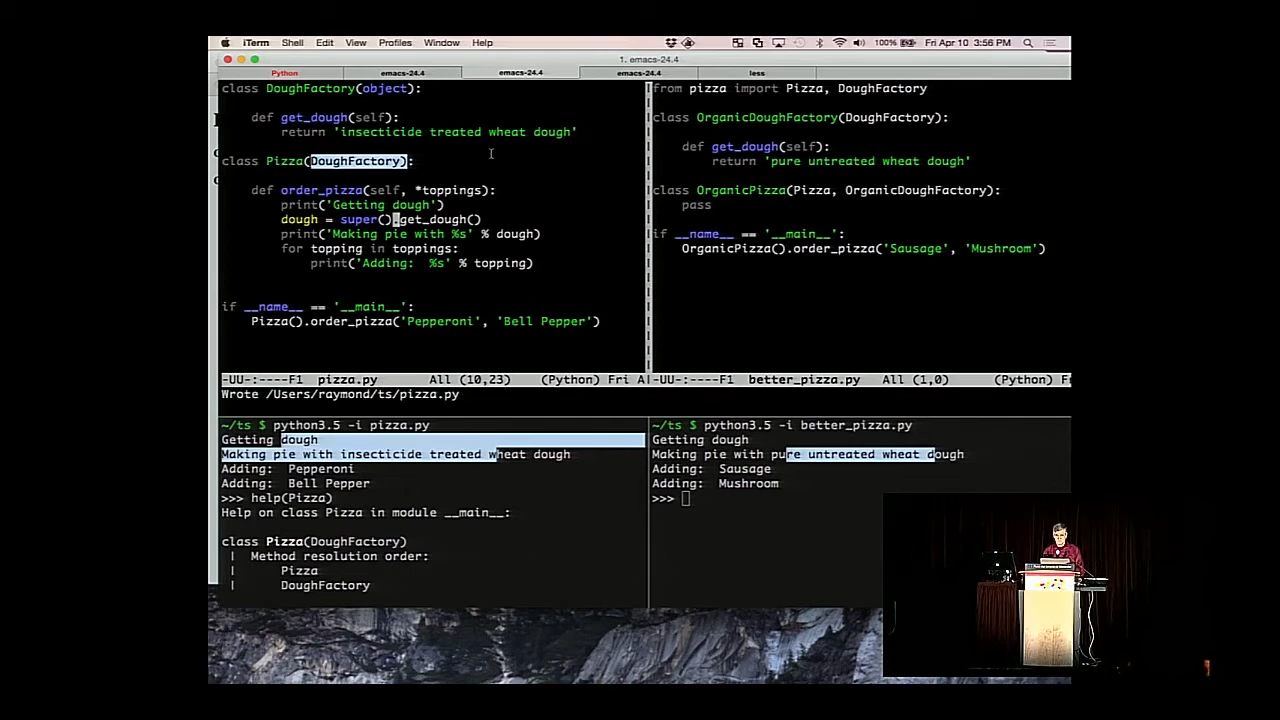 iTerm Shell Edit View Profiles Window Help 100% Fri Apr 10 3:56 PM
1. emacs-24.4
Python emacs-24.4 emacs-24.4 emacs-24.4 less
class DoughFactory(object):
def get_dough(self):
return 'insecticide treated wheat dough'
class Pizza(DoughFactory):
def order_pizza(self, *toppings):
print('Getting dough')
dough = super().get_dough()
print('Making pie with %s' % dough)
for topping in toppings:
print('Adding:  %s' % topping)
if __name__ == '__main__':
Pizza().order_pizza('Pepperoni', 'Bell Pepper')
-UU-:----F1  pizza.py       All (10,23)    (Python) Fri A
from pizza import Pizza, DoughFactory
class OrganicDoughFactory(DoughFactory):
def get_dough(self):
return 'pure untreated wheat dough'
class OrganicPizza(Pizza, OrganicDoughFactory):
pass
if __name__ == '__main__':
OrganicPizza().order_pizza('Sausage', 'Mushroom')
-UU-:----F1  better_pizza.py   All (1,0)      (Python) F
Wrote /Users/raymond/ts/pizza.py
~/ts $ python3.5 -i pizza.py
Getting dough
Making pie with insecticide treated wheat dough
Adding:  Pepperoni
Adding:  Bell Pepper
>>> help(Pizza)
Help on class Pizza in module __main__:
class Pizza(DoughFactory)
|  Method resolution order:
|      Pizza
|      DoughFactory
~/ts $ python3.5 -i better_pizza.py
Getting dough
Making pie with pure untreated wheat dough
Adding:  Sausage
Adding:  Mushroom
>>>